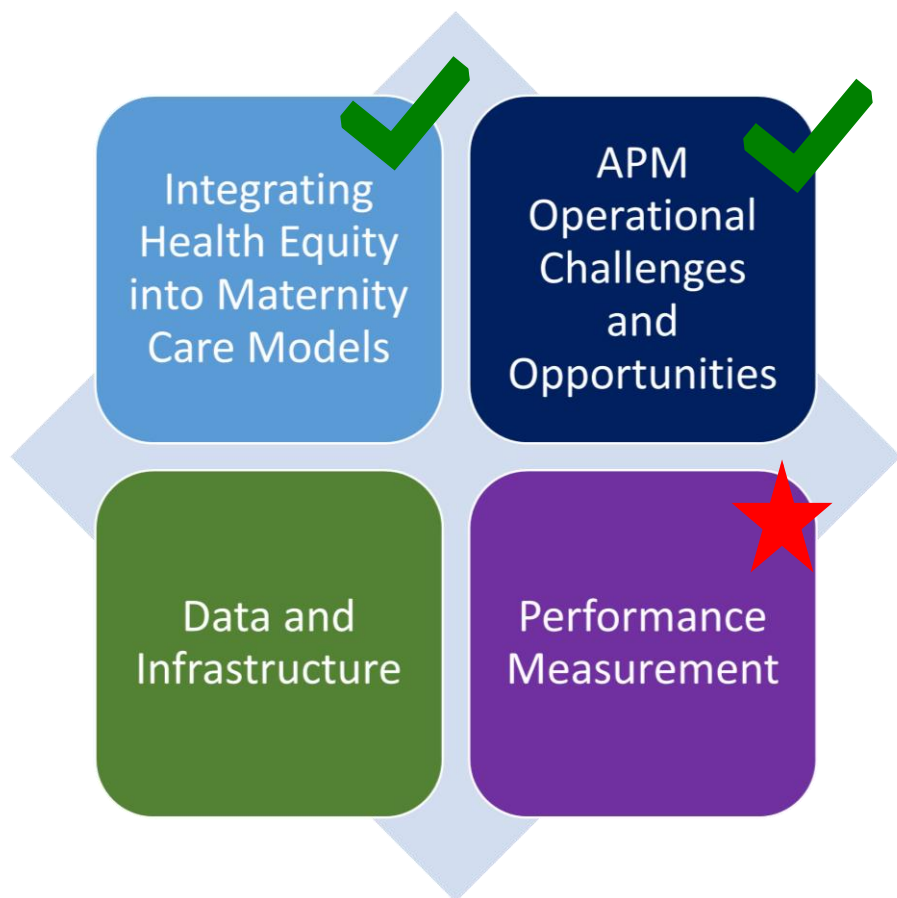 Integrating
Health Equity
into Maternity
Care Models
APM
Operational
Challenges
and
Opportunities
Data and
Infrastructure
Performance
Measurement